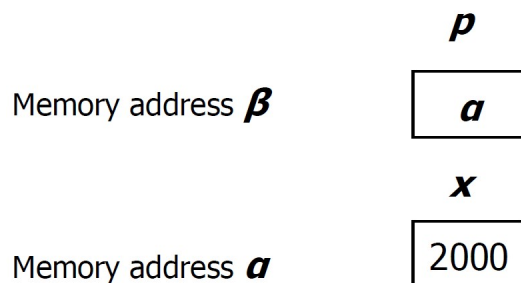 p
Memory address β
α
x
Memory address α
2000